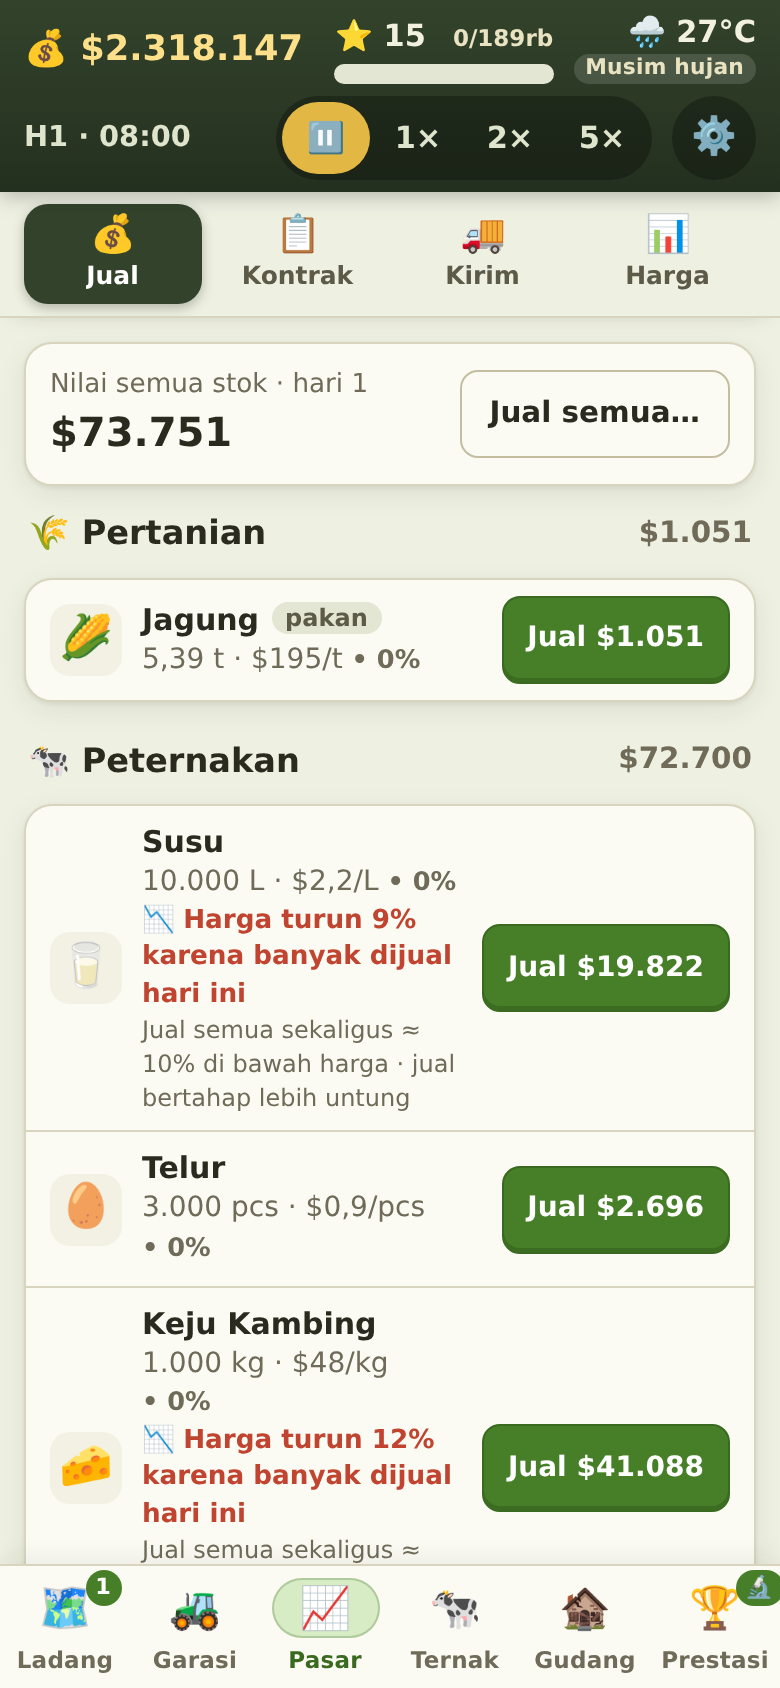 $2.318.147
15 0/189rb
27°C
Musim hujan
H1 · 08:00
1× 2× 5×
Jual Kontrak Kirim Harga
Nilai semua stok · hari 1
$73.751
Jual semua...
Pertanian $1.051
Jagung pakan
5,39 t · $195/t • 0%
Jual $1.051
Peternakan $72.700
Susu
10.000 L · $2,2/L • 0%
Harga turun 9%
karena banyak dijual
hari ini
Jual semua sekaligus ≈
10% di bawah harga · jual
bertahap lebih untung
Jual $19.822
Telur
3.000 pcs · $0,9/pcs
• 0%
Jual $2.696
Keju Kambing
1.000 kg · $48/kg
• 0%
Harga turun 12%
karena banyak dijual
hari ini
Jual semua sekaligus ≈
Jual $41.088
1
Ladang Garasi Pasar Ternak Gudang Prestasi